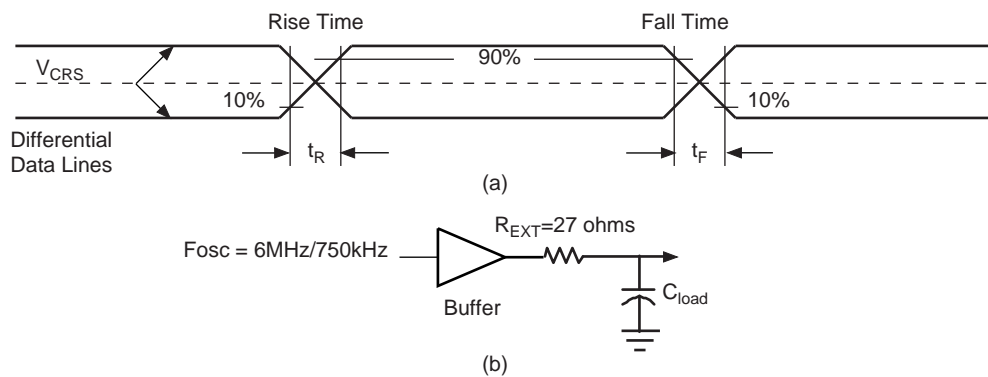 Rise Time
Fall Time
V_CRS
90%
10%
10%
Differential
Data Lines
t_R
t_F
(a)
R_EXT=27 ohms
Fosc = 6MHz/750kHz
Buffer
C_load
(b)